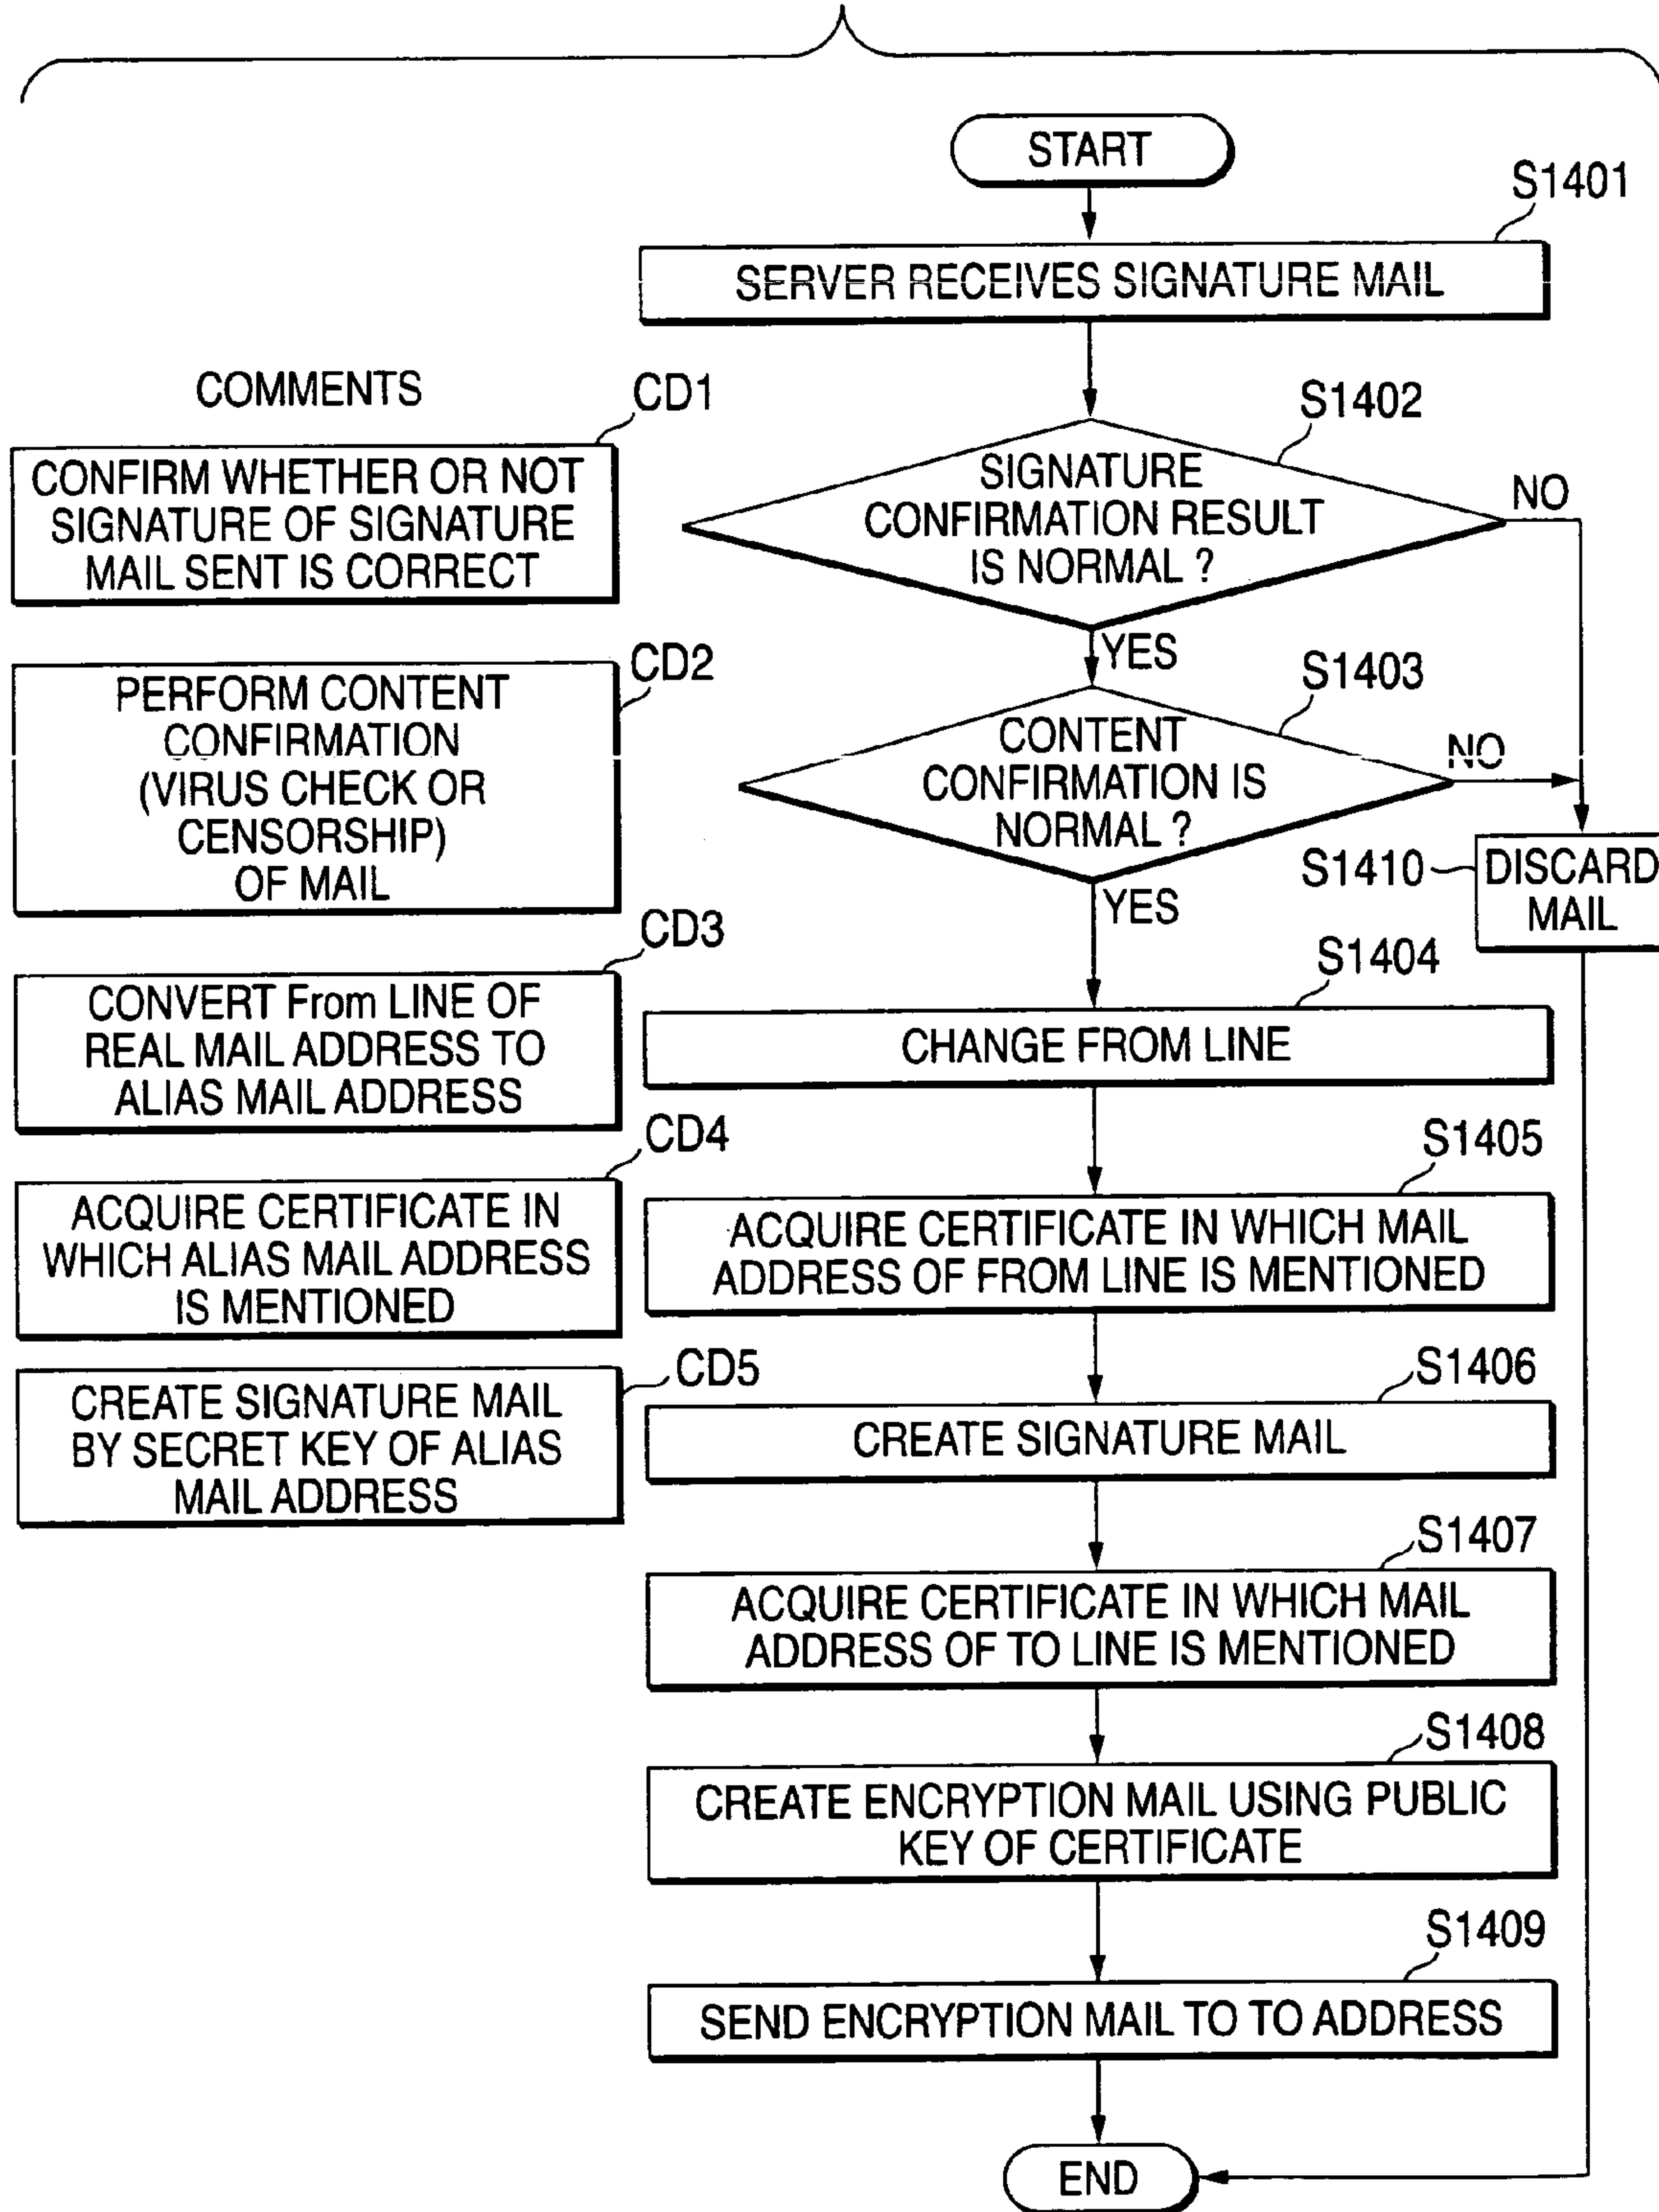 START
S1401
SERVER RECEIVES SIGNATURE MAIL
COMMENTS
CD1
CONFIRM WHETHER OR NOT
SIGNATURE OF SIGNATURE
MAIL SENT IS CORRECT
S1402
SIGNATURE
CONFIRMATION RESULT
IS NORMAL ?
NO
YES
CD2
PERFORM CONTENT
CONFIRMATION
(VIRUS CHECK OR
CENSORSHIP)
OF MAIL
S1403
CONTENT
CONFIRMATION IS
NORMAL ?
NO
YES
S1410
DISCARD
MAIL
CD3
CONVERT From LINE OF
REAL MAIL ADDRESS TO
ALIAS MAIL ADDRESS
S1404
CHANGE FROM LINE
CD4
ACQUIRE CERTIFICATE IN
WHICH ALIAS MAIL ADDRESS
IS MENTIONED
S1405
ACQUIRE CERTIFICATE IN WHICH MAIL
ADDRESS OF FROM LINE IS MENTIONED
CD5
CREATE SIGNATURE MAIL
BY SECRET KEY OF ALIAS
MAIL ADDRESS
S1406
CREATE SIGNATURE MAIL
S1407
ACQUIRE CERTIFICATE IN WHICH MAIL
ADDRESS OF TO LINE IS MENTIONED
S1408
CREATE ENCRYPTION MAIL USING PUBLIC
KEY OF CERTIFICATE
S1409
SEND ENCRYPTION MAIL TO TO ADDRESS
END